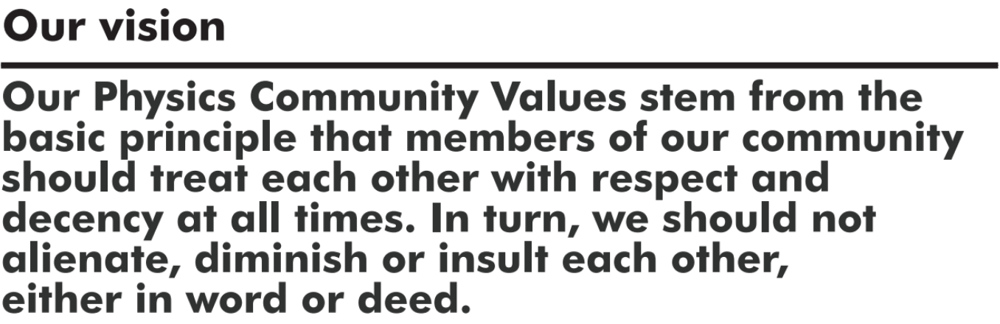 Our vision
Our Physics Community Values stem from the
basic principle that members of our community
should treat each other with respect and
decency at all times. In turn, we should not
alienate, diminish or insult each other,
either in word or deed.